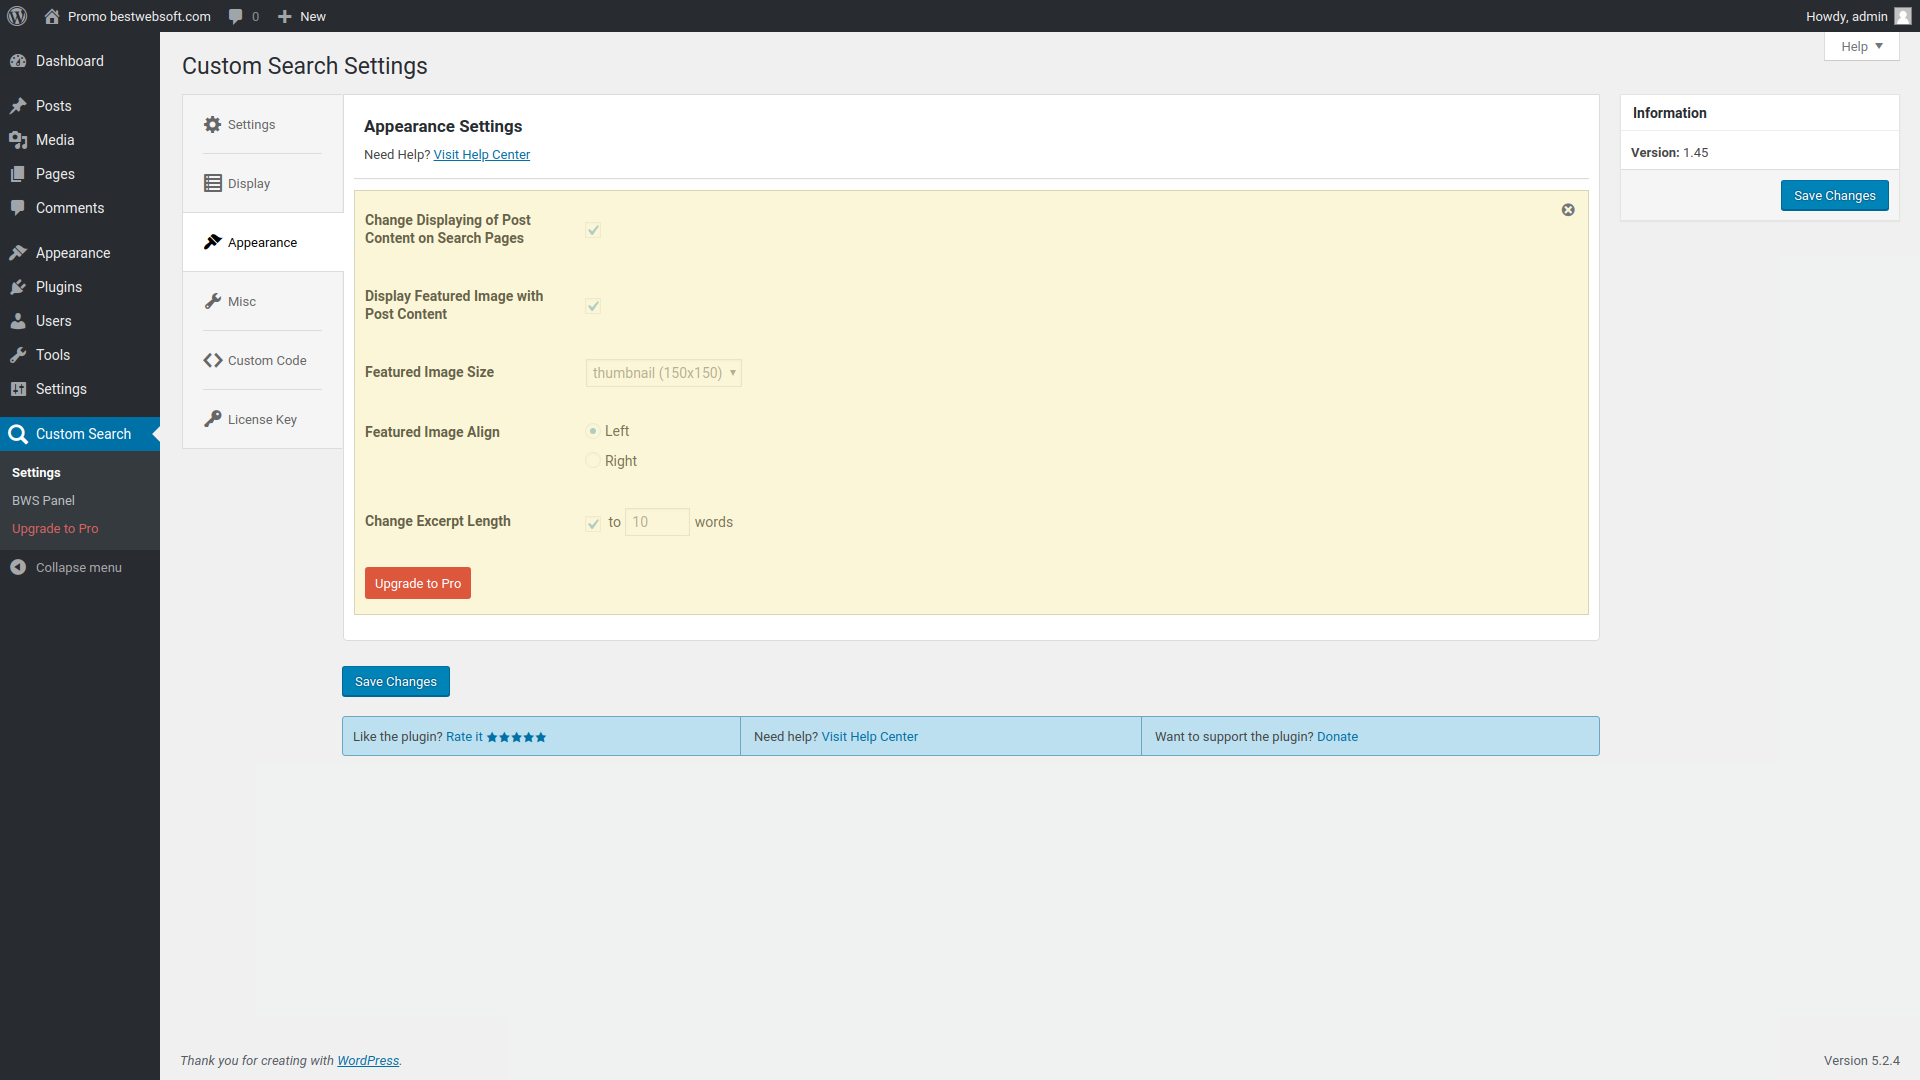 Promo bestwebsoft.com
0
New
Howdy, admin
Help
Dashboard
Posts
Media
Pages
Comments
Appearance
Plugins
Users
Tools
Settings
Custom Search
Settings
BWS Panel
Upgrade to Pro
Collapse menu
Custom Search Settings
Settings
Display
Appearance
Misc
Custom Code
License Key
Appearance Settings
Need Help? Visit Help Center
Change Displaying of Post
Content on Search Pages
Display Featured Image with
Post Content
Featured Image Size
thumbnail (150x150)
Featured Image Align
Left
Right
Change Excerpt Length
to 10 words
Upgrade to Pro
Save Changes
Like the plugin? Rate it
Need help? Visit Help Center
Want to support the plugin? Donate
Information
Version: 1.45
Save Changes
Thank you for creating with WordPress.
Version 5.2.4